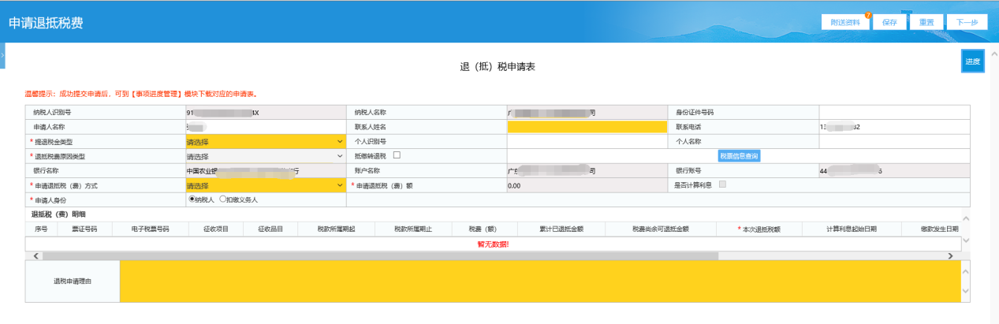 申请退抵税费
附送资料 7 保存 重置 下一步
进度
退（抵）税申请表
温馨提示：成功提交申请后，可到【事项进度管理】模块下载对应的申请表。
纳税人识别号 91 纳税人名称 司 身份证件号码
申请人名称 联系人姓名 联系电话 13 32
* 提退税金类型 请选择 个人识别号 个人名称
* 退抵税费原因类型 请选择 抵缴转退税 税票信息查询
银行名称 中国农业银 行 账户名称 广东 司 银行账号 44 6
* 申请退抵税（费）方式 请选择 * 申请退抵税（费）额 0.00 是否计算利息
* 申请人身份 纳税人 扣缴义务人
退抵税（费）明细
序号 票证号码 电子税票号码 征收项目 征收品目 税款所属期起 税款所属期止 税费（额） 累计已退抵金额 税费尚余可退抵金额 * 本次退抵税额 计算利息起始日期 缴款发生日期
暂无数据!
退税申请理由